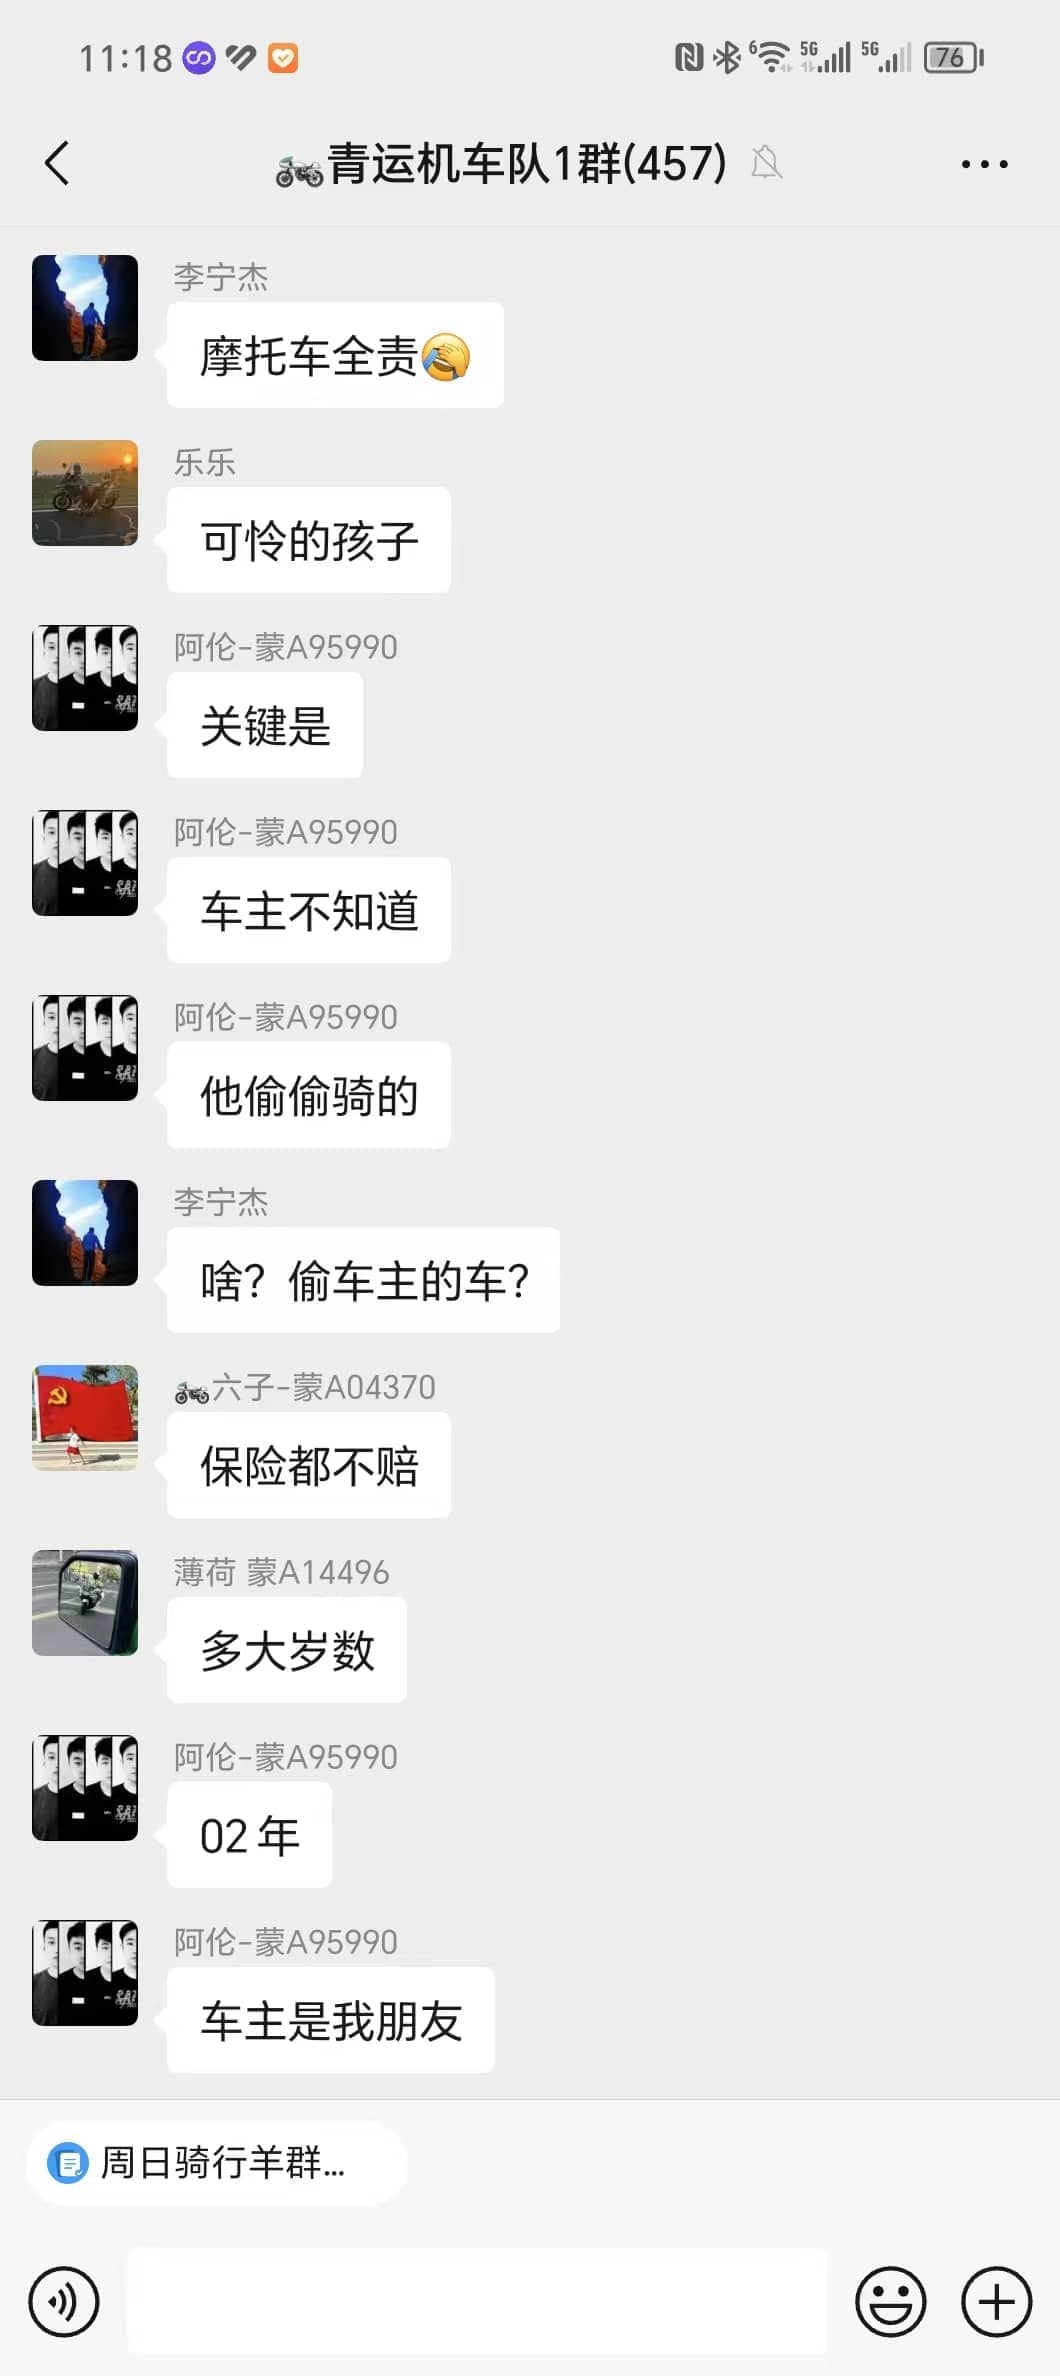 11:18
6
5G
5G
76
青运机车队1群(457)
李宁杰
摩托车全责
乐乐
可怜的孩子
阿伦-蒙A95990
关键是
阿伦-蒙A95990
车主不知道
阿伦-蒙A95990
他偷偷骑的
李宁杰
啥？偷车主的车？
六子-蒙A04370
保险都不赔
薄荷 蒙A14496
多大岁数
阿伦-蒙A95990
02年
阿伦-蒙A95990
车主是我朋友
周日骑行羊群...